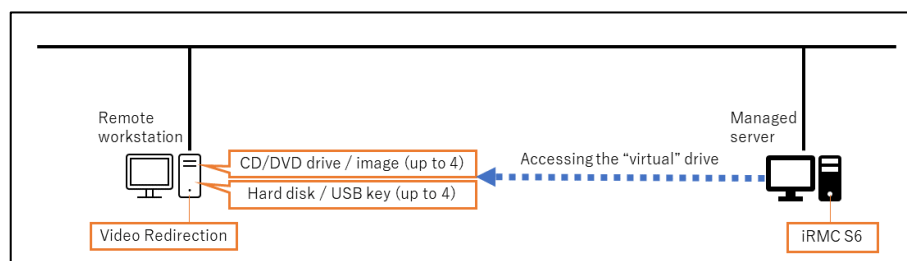 Remote
workstation
Managed
server
CD/DVD drive / image (up to 4)
Accessing the “virtual” drive
Hard disk / USB key (up to 4)
Video Redirection
iRMC S6